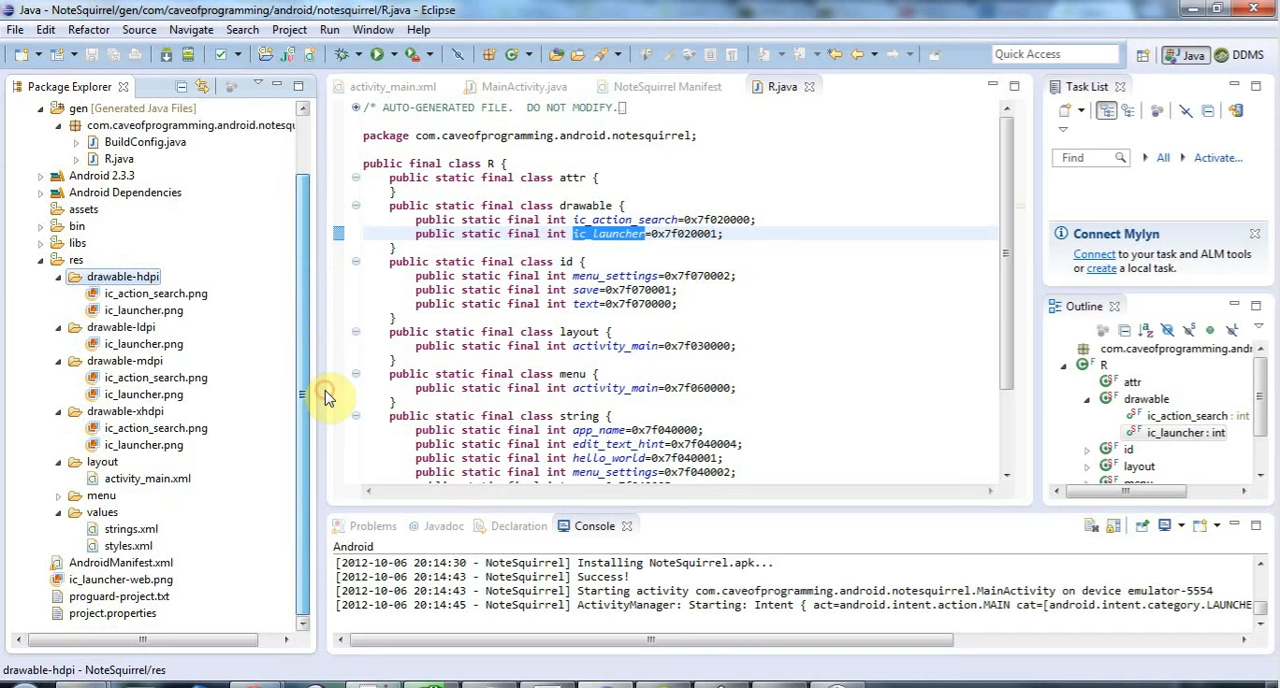 Java - NoteSquirrel/gen/com/caveofprogramming/android/notesquirrel/R.java - Eclipse
File Edit Refactor Source Navigate Search Project Run Window Help
Quick Access Java DDMS
Package Explorer
gen [Generated Java Files]
com.caveofprogramming.android.notesqu
BuildConfig.java
R.java
Android 2.3.3
Android Dependencies
assets
bin
libs
res
drawable-hdpi
ic_action_search.png
ic_launcher.png
drawable-ldpi
ic_launcher.png
drawable-mdpi
ic_action_search.png
ic_launcher.png
drawable-xhdpi
ic_action_search.png
ic_launcher.png
layout
activity_main.xml
menu
values
strings.xml
styles.xml
AndroidManifest.xml
ic_launcher-web.png
proguard-project.txt
project.properties
activity_main.xml MainActivity.java NoteSquirrel Manifest R.java
/* AUTO-GENERATED FILE. DO NOT MODIFY.
package com.caveofprogramming.android.notesquirrel;
public final class R {
public static final class attr {
}
public static final class drawable {
public static final int ic_action_search=0x7f020000;
public static final int ic_launcher=0x7f020001;
}
public static final class id {
public static final int menu_settings=0x7f070002;
public static final int save=0x7f070001;
public static final int text=0x7f070000;
}
public static final class layout {
public static final int activity_main=0x7f030000;
}
public static final class menu {
public static final int activity_main=0x7f060000;
}
public static final class string {
public static final int app_name=0x7f040000;
public static final int edit_text_hint=0x7f040004;
public static final int hello_world=0x7f040001;
public static final int menu_settings=0x7f040002;
Task List
Find All Activate...
Connect Mylyn
Connect to your task and ALM tools
or create a local task.
Outline
com.caveofprogramming.andr
R
attr
drawable
ic_action_search : int
ic_launcher : int
id
layout
Problems @ Javadoc Declaration Console
Android
[2012-10-06 20:14:30 - NoteSquirrel] Installing NoteSquirrel.apk...
[2012-10-06 20:14:43 - NoteSquirrel] Success!
[2012-10-06 20:14:43 - NoteSquirrel] Starting activity com.caveofprogramming.android.notesquirrel.MainActivity on device emulator-5554
[2012-10-06 20:14:45 - NoteSquirrel] ActivityManager: Starting: Intent { act=android.intent.action.MAIN cat=[android.intent.category.LAUNCHE
drawable-hdpi - NoteSquirrel/res